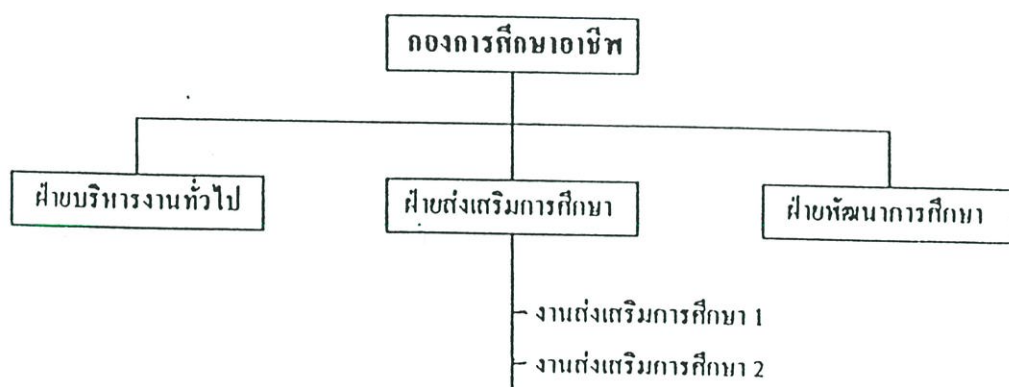 กองการศึกษาอาชีพ
ฝ่ายบริหารงานทั่วไป
ฝ่ายส่งเสริมการศึกษา
ฝ่ายพัฒนาการศึกษา
งานส่งเสริมการศึกษา 1
งานส่งเสริมการศึกษา 2